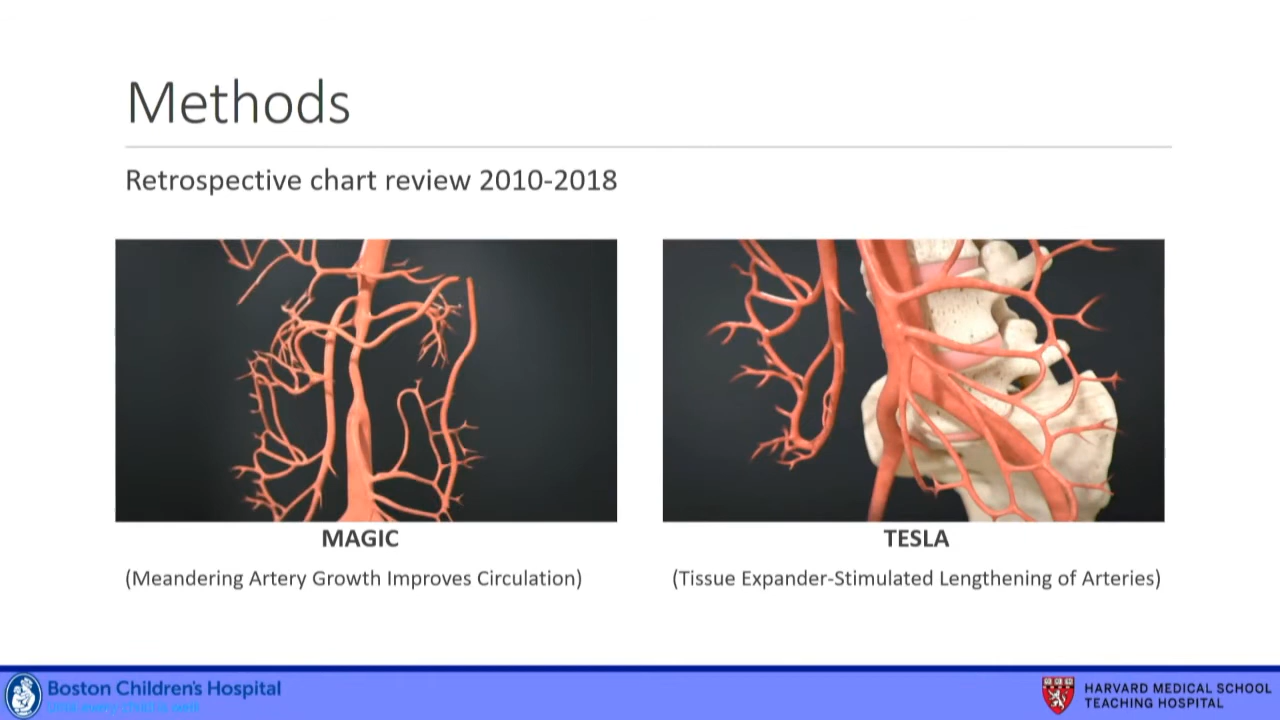 Methods
Retrospective chart review 2010-2018
MAGIC
(Meandering Artery Growth Improves Circulation)
TESLA
(Tissue Expander-Stimulated Lengthening of Arteries)
Boston Children's Hospital
HARVARD MEDICAL SCHOOL
TEACHING HOSPITAL